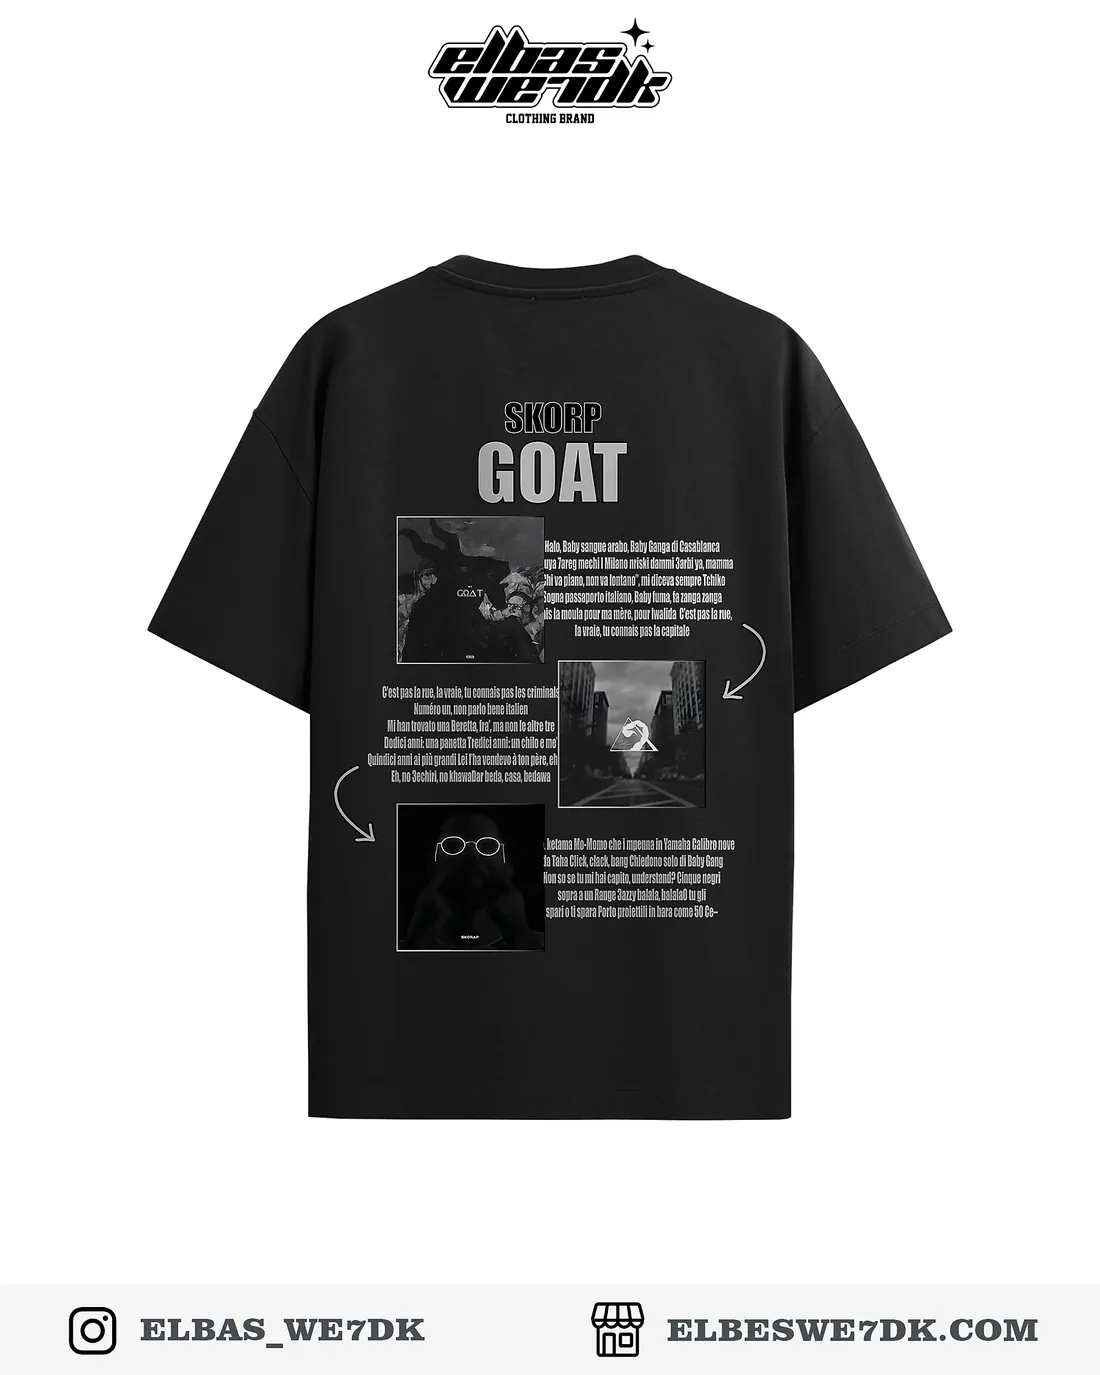 elbas
we7dk
CLOTHING BRAND
SKORP
GOAT
GOAT
Halo, Baby sangue arabo, Baby Ganga di Casablanca
uya 7areg mechi l Milano nriski dammi 3arbi ya, mamma
hi va piano, non va lontano", mi diceva sempre Tchiko
ogna passaporto italiano, Baby fuma, fa zanga zanga
is la moula pour ma mère, pour lwalida C'est pas la rue,
la vraie, tu connais pas la capitale
C'est pas la rue, la vraie, tu connais pas les criminals
Numéro un, non parlo bene italien
Mi han trovato una Beretta, fra', ma non le altre tre
Dodici anni: una panetta Tredici anni: un chilo e me'
Quindici anni ai più grandi Lei l'ha vendevo à ton père, eh
Eh, no 3echiri, no khawaDar beda, casa, bedawa
ketama Mo-Momo che i mpenna in Yamaha Calibro nove
da Taha Click, clack, bang Chiedono solo di Baby Gang
Non so se tu mi hai capito, understand? Cinque negri
sopra a un Range 3azzy balala, balala0 tu gli
spari o ti spara Porto proiettili in bara come 50 Ce-
SKORAP
ELBAS_WE7DK
ELBESWE7DK.COM